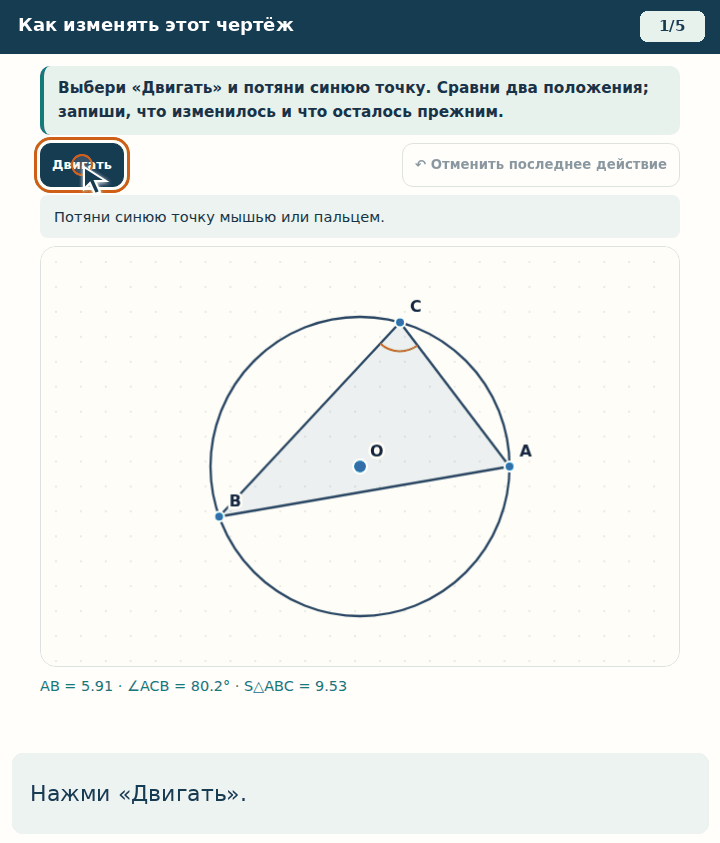 Как изменять этот чертёж
1/5
Выбери «Двигать» и потяни синюю точку. Сравни два положения;
запиши, что изменилось и что осталось прежним.
Двигать
↶ Отменить последнее действие
Потяни синюю точку мышью или пальцем.
C
O
A
B
AB = 5.91 · ∠ACB = 80.2° · S△ABC = 9.53
Нажми «Двигать».